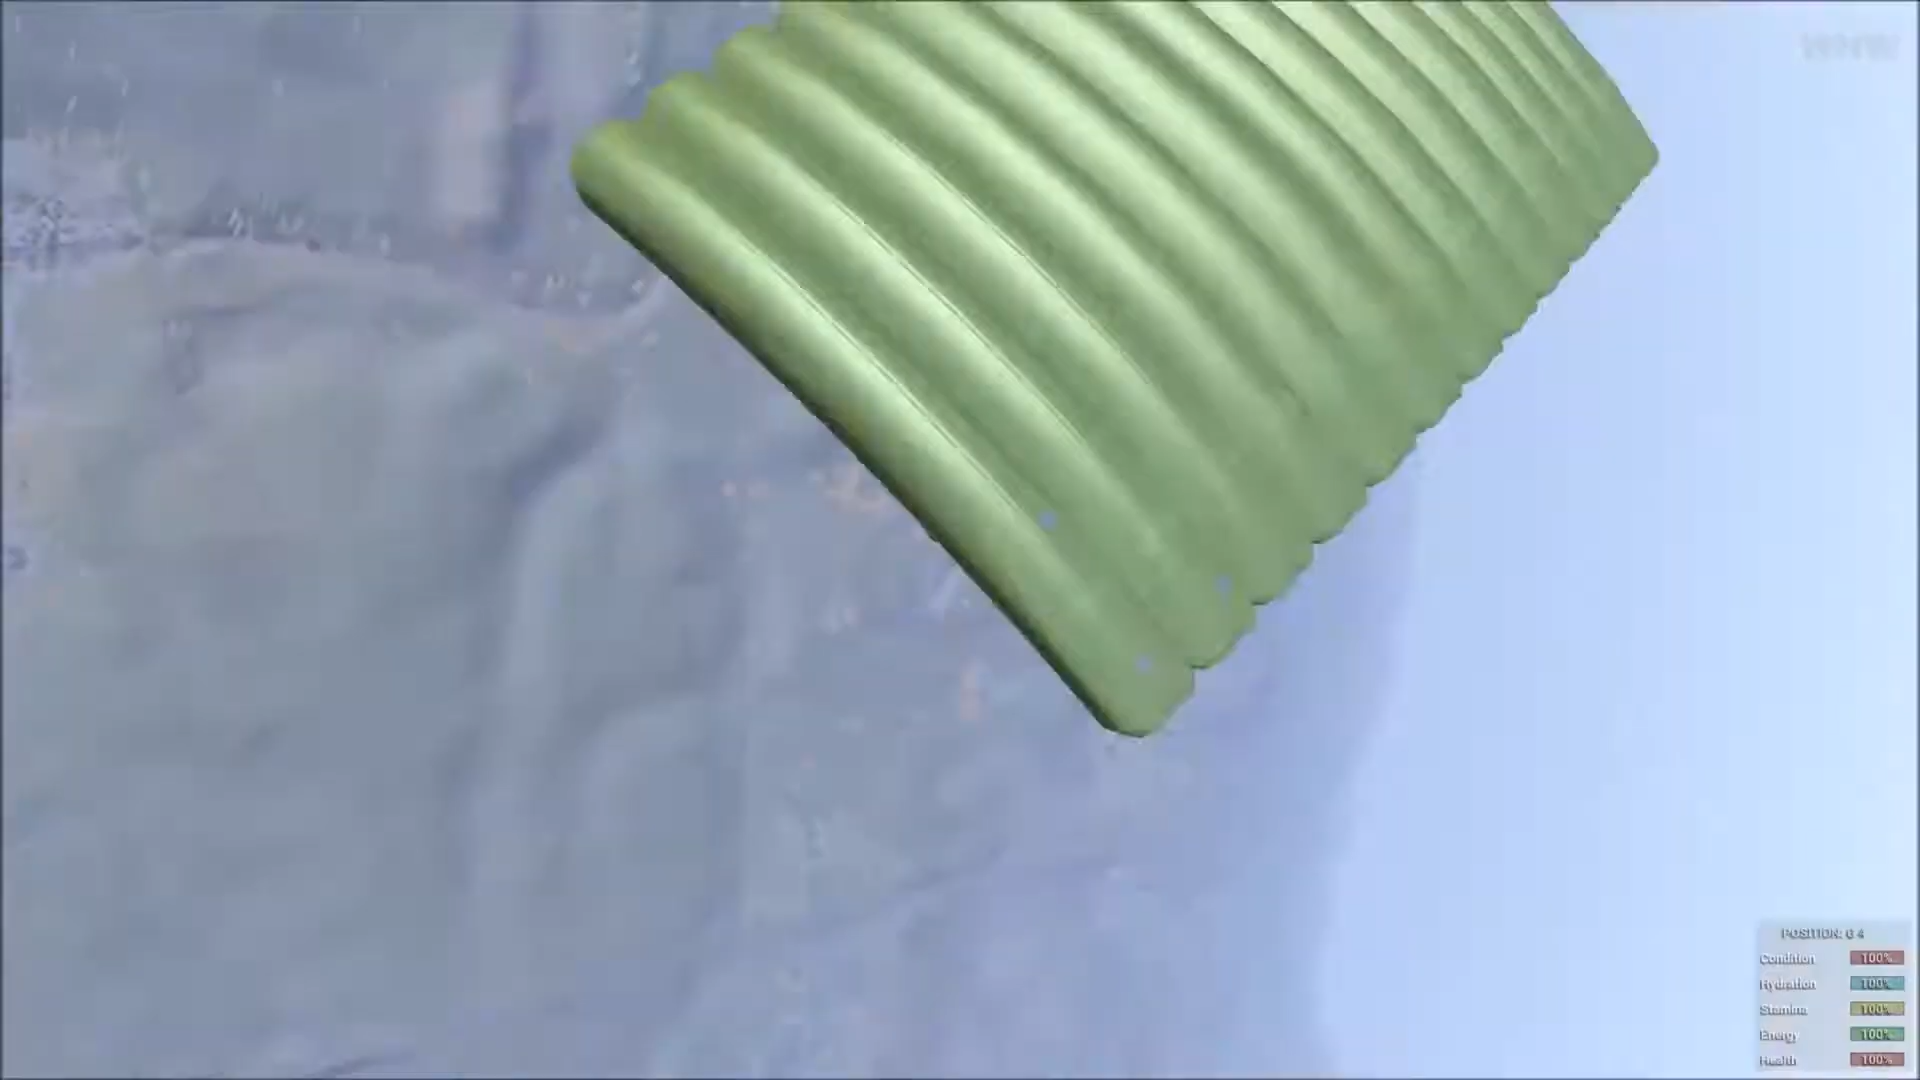 POSITION: G 4
Condition 100%
Hydration 100%
Stamina 100%
Energy 100%
Health 100%